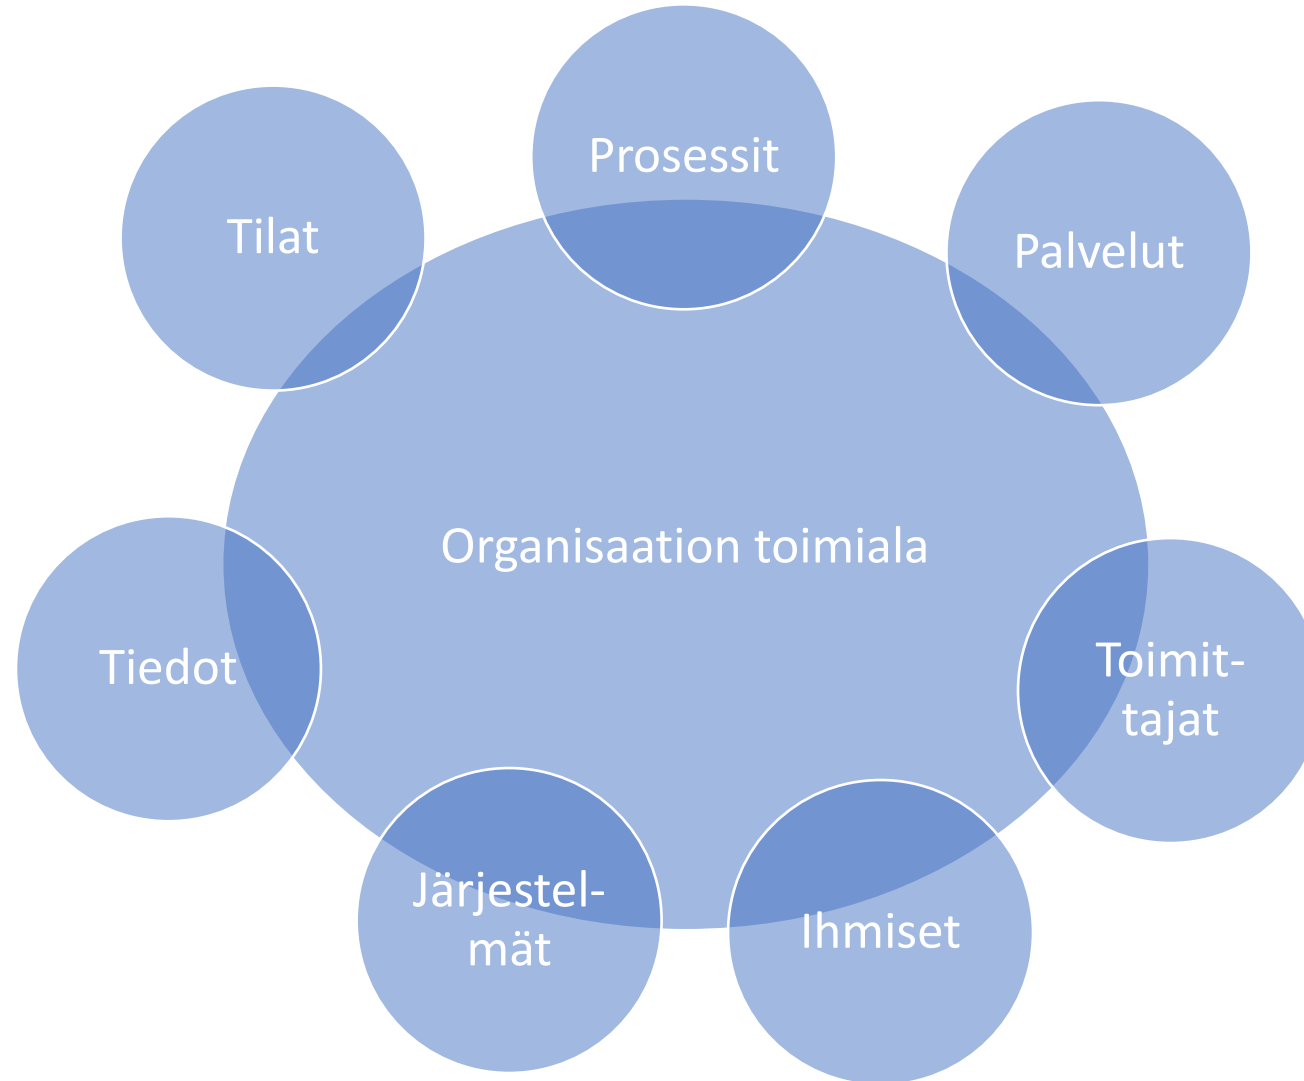 Prosessit
Tilat
Palvelut
Organisaation toimiala
Tiedot
Toimit-
tajat
Järjestel-
mät
Ihmiset